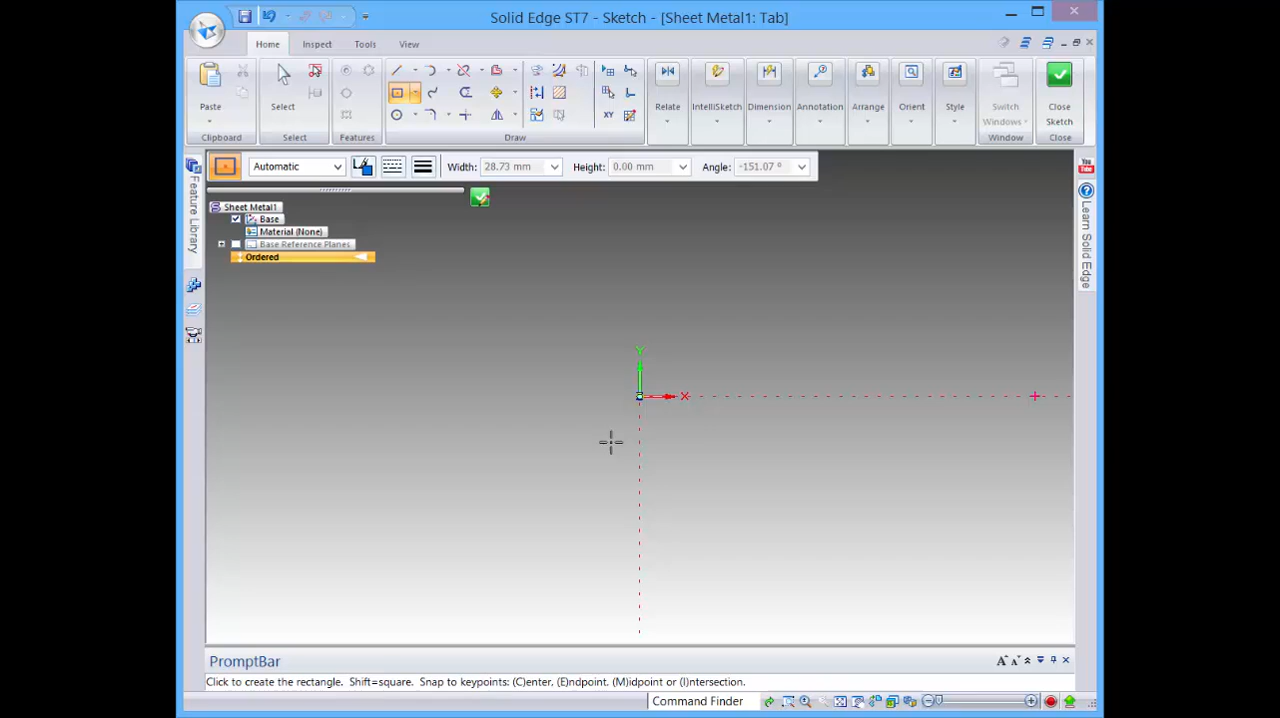 Solid Edge ST7 - Sketch - [Sheet Metal1: Tab]
Home Inspect Tools View
Paste
Select
Relate IntelliSketch Dimension Annotation Arrange Orient Style Switch Windows Close Sketch
Clipboard Select Features Draw Window Close
Automatic Width: 28.73 mm Height: 0.00 mm Angle: -151.07 °
Feature Library
Sheet Metal1
Base
Material (None)
Base Reference Planes
Ordered
You Tube
Learn Solid Edge
Y
X
PromptBar
Click to create the rectangle. Shift=square. Snap to keypoints: (C)enter, (E)ndpoint, (M)idpoint or (I)ntersection.
Command Finder